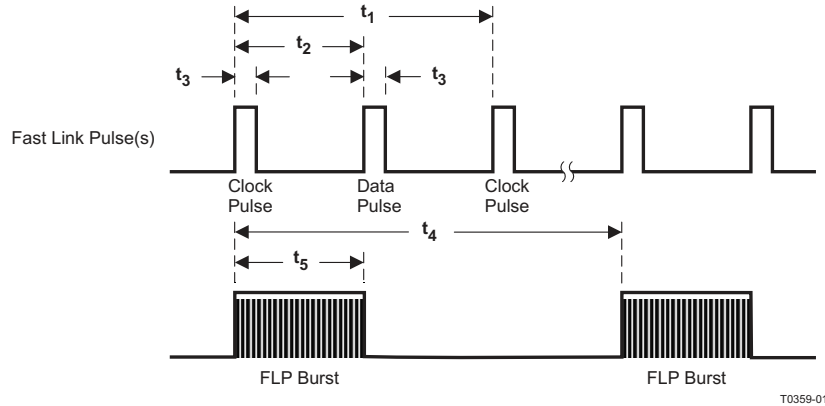 t1
t2
t3
t3
Fast Link Pulse(s)
Clock
Pulse
Data
Pulse
Clock
Pulse
t4
t5
FLP Burst
FLP Burst
T0359-01